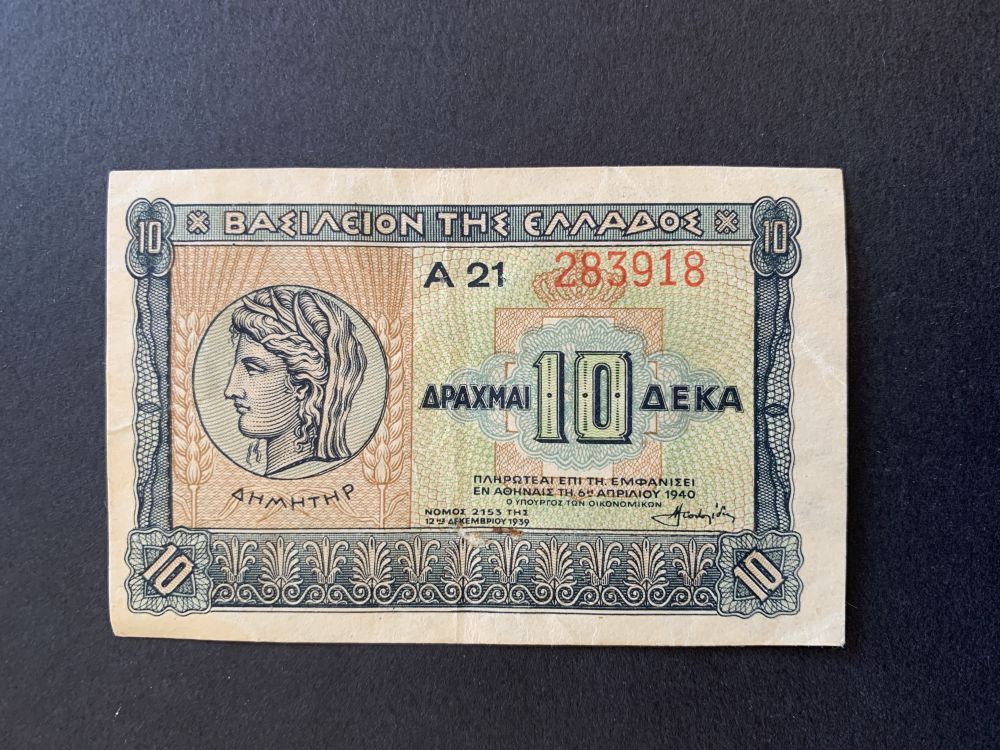 10 ΒΑΣΙΛΕΙΟΝ ΤΗΣ ΕΛΛΑΔΟΣ 10
Α 21 283918
ΔΡΑΧΜΑΙ 10 ΔΕΚΑ
ΔΗΜΗΤΗΡ
ΠΛΗΡΩΤΕΑΙ ΕΠΙ ΤΗ, ΕΜΦΑΝΙΣΕΙ
ΕΝ ΑΘΗΝΑΙΣ ΤΗ, 6η ΑΠΡΙΛΙΟΥ 1940
Ο ΥΠΟΥΡΓΟΣ ΤΩΝ ΟΙΚΟΝΟΜΙΚΩΝ
ΝΟΜΟΣ 2153 ΤΗΣ
12ης ΔΕΚΕΜΒΡΙΟΥ 1939
10 10